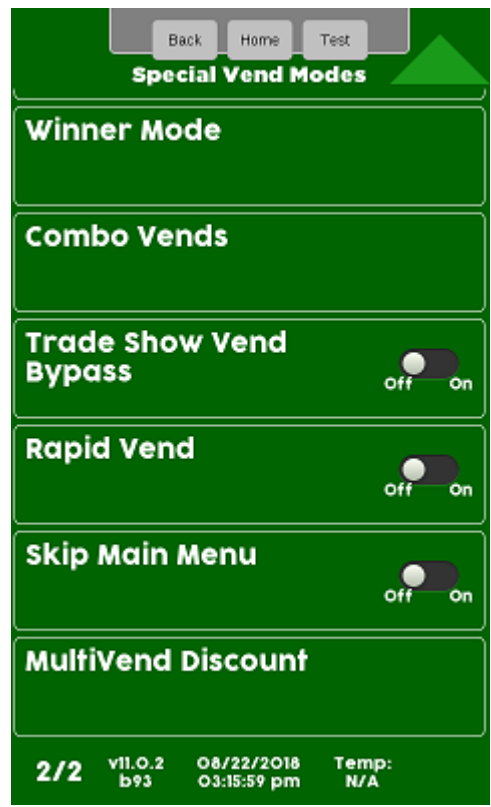 Back Home Test
Special Vend Modes
Winner Mode
Combo Vends
Trade Show Vend
Bypass
Off On
Rapid Vend
Off On
Skip Main Menu
Off On
MultiVend Discount
2/2 v11.0.2 08/22/2018 Temp:
b93 03:15:59 pm N/A